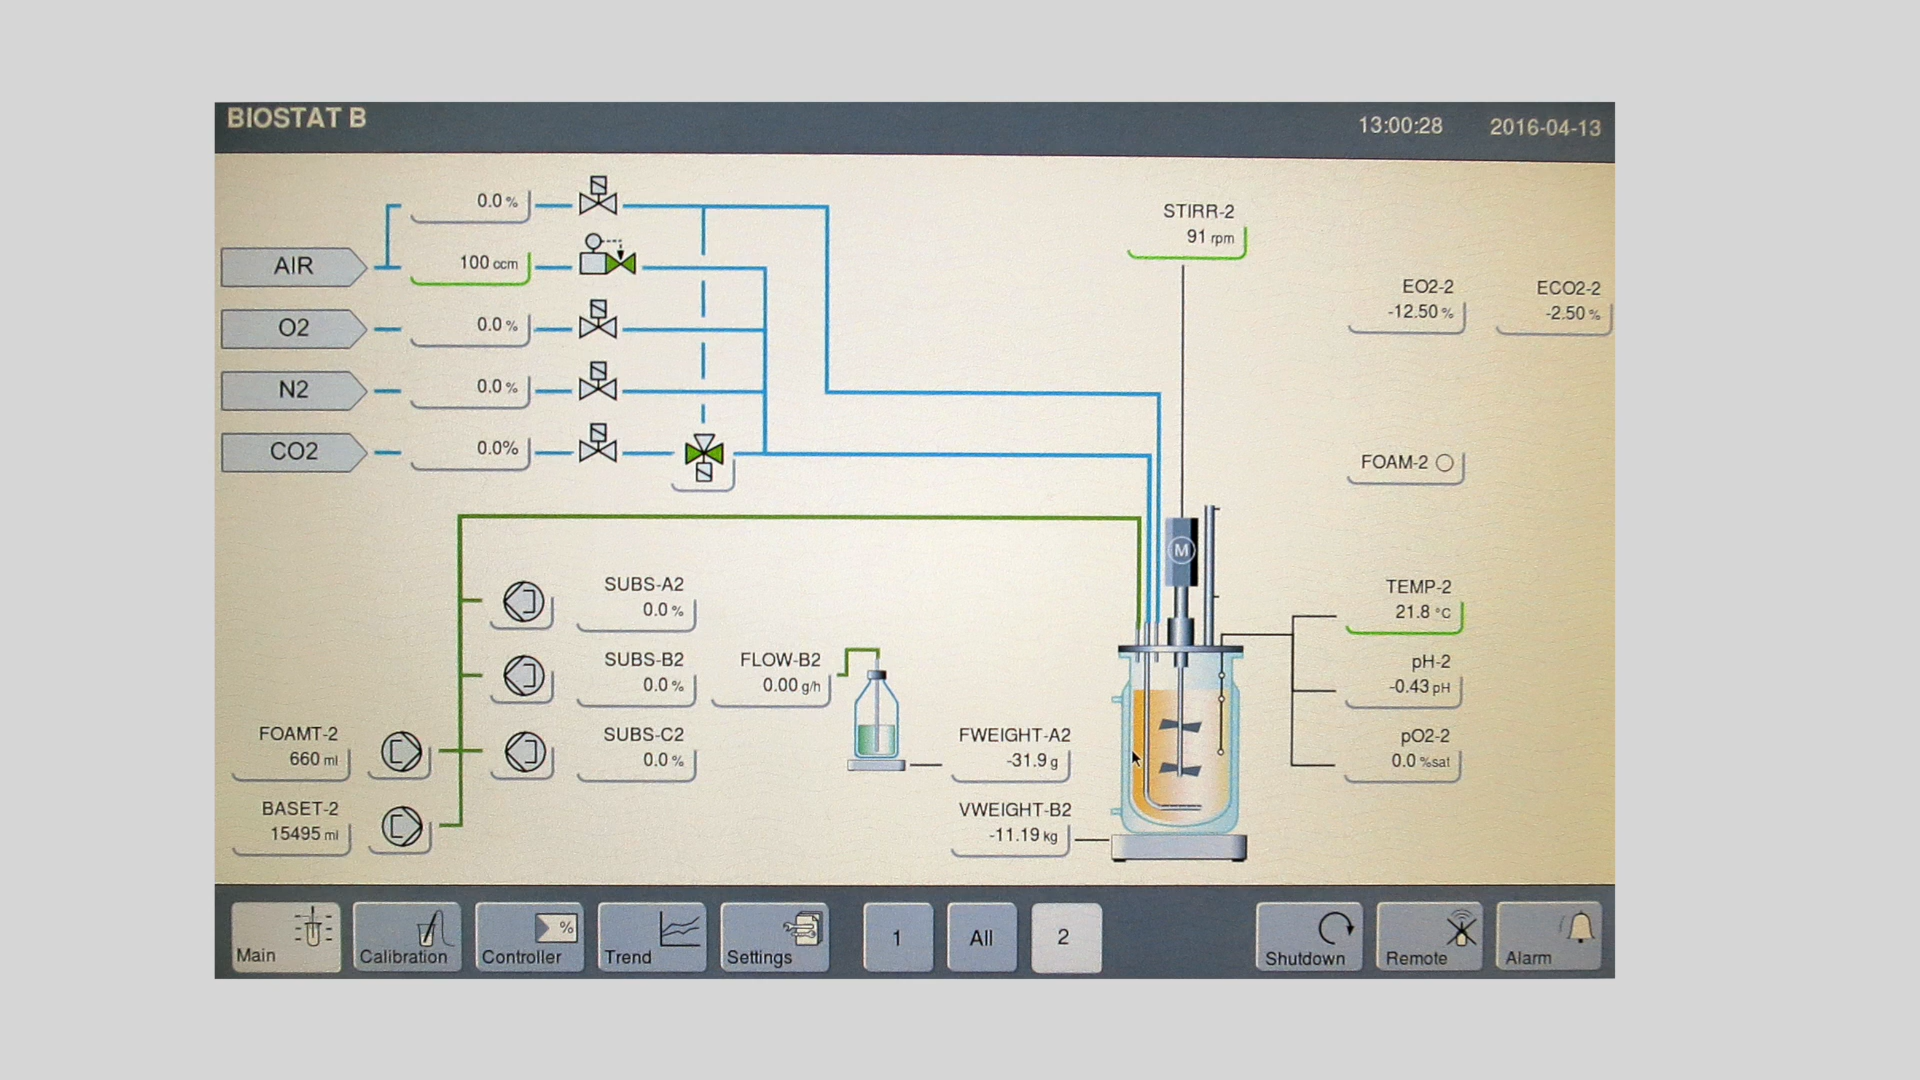 BIOSTAT B
13:00:28 2016-04-13
0.0 %
AIR
100 ccm
O2
0.0 %
N2
0.0 %
CO2
0.0%
STIRR-2
91 rpm
EO2-2
-12.50 %
ECO2-2
-2.50 %
FOAM-2
M
SUBS-A2
0.0 %
SUBS-B2
0.0 %
SUBS-C2
0.0 %
FLOW-B2
0.00 g/h
FOAMT-2
660 ml
BASET-2
15495 ml
FWEIGHT-A2
-31.9 g
VWEIGHT-B2
-11.19 kg
TEMP-2
21.8 °C
pH-2
-0.43 pH
pO2-2
0.0 %sat
Main
Calibration
%
Controller
Trend
Settings
1
All
2
Shutdown
Remote
Alarm